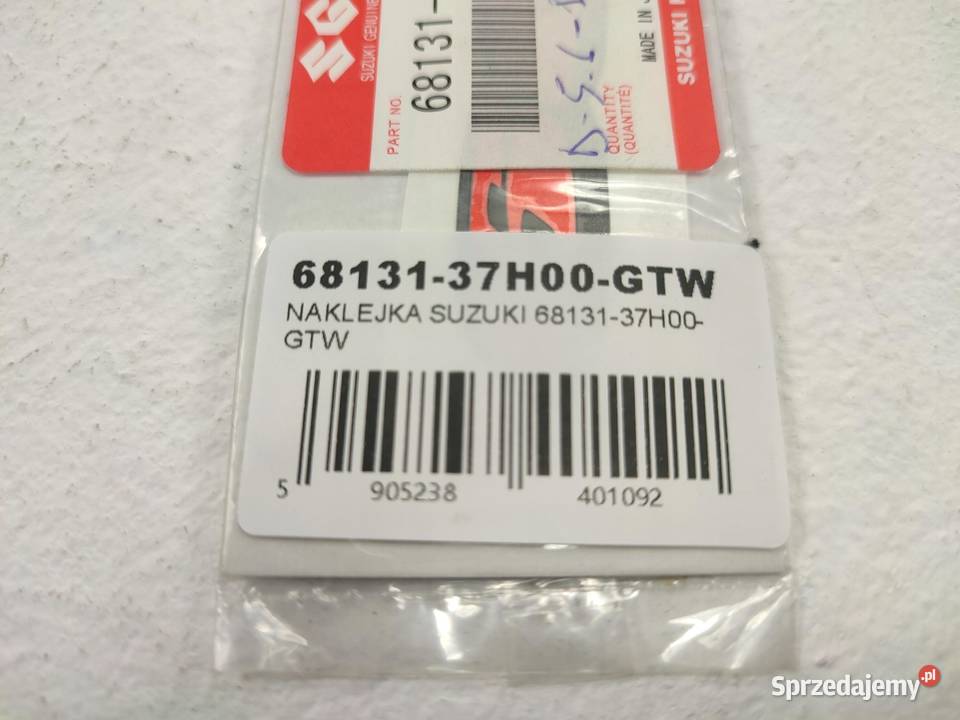 SUZUKI GENUINE
PART NO.
68131-
QUANTITY
(QUANTITÉ)
MADE IN
SUZUKI
68131-37H00-GTW
NAKLEJKA SUZUKI 68131-37H00-
GTW
5 905238 401092
Sprzedajemy.pl